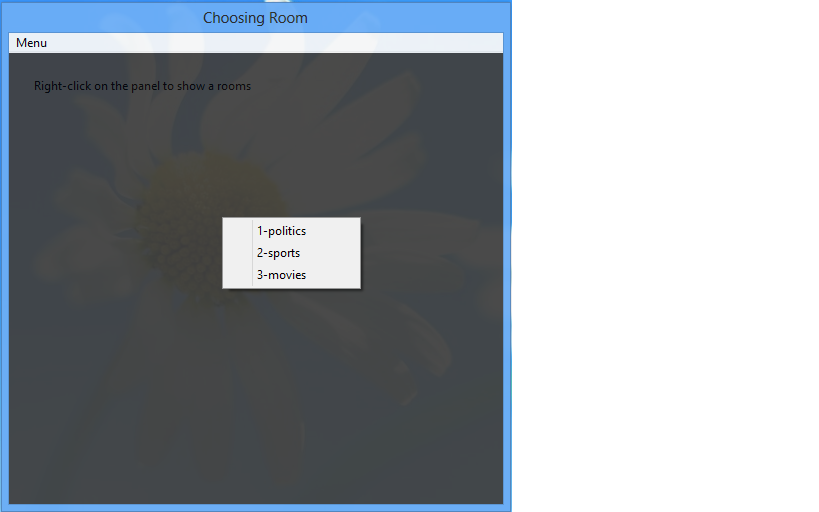 Choosing Room
Menu
Right-click on the panel to show a rooms
1-politics
2-sports
3-movies